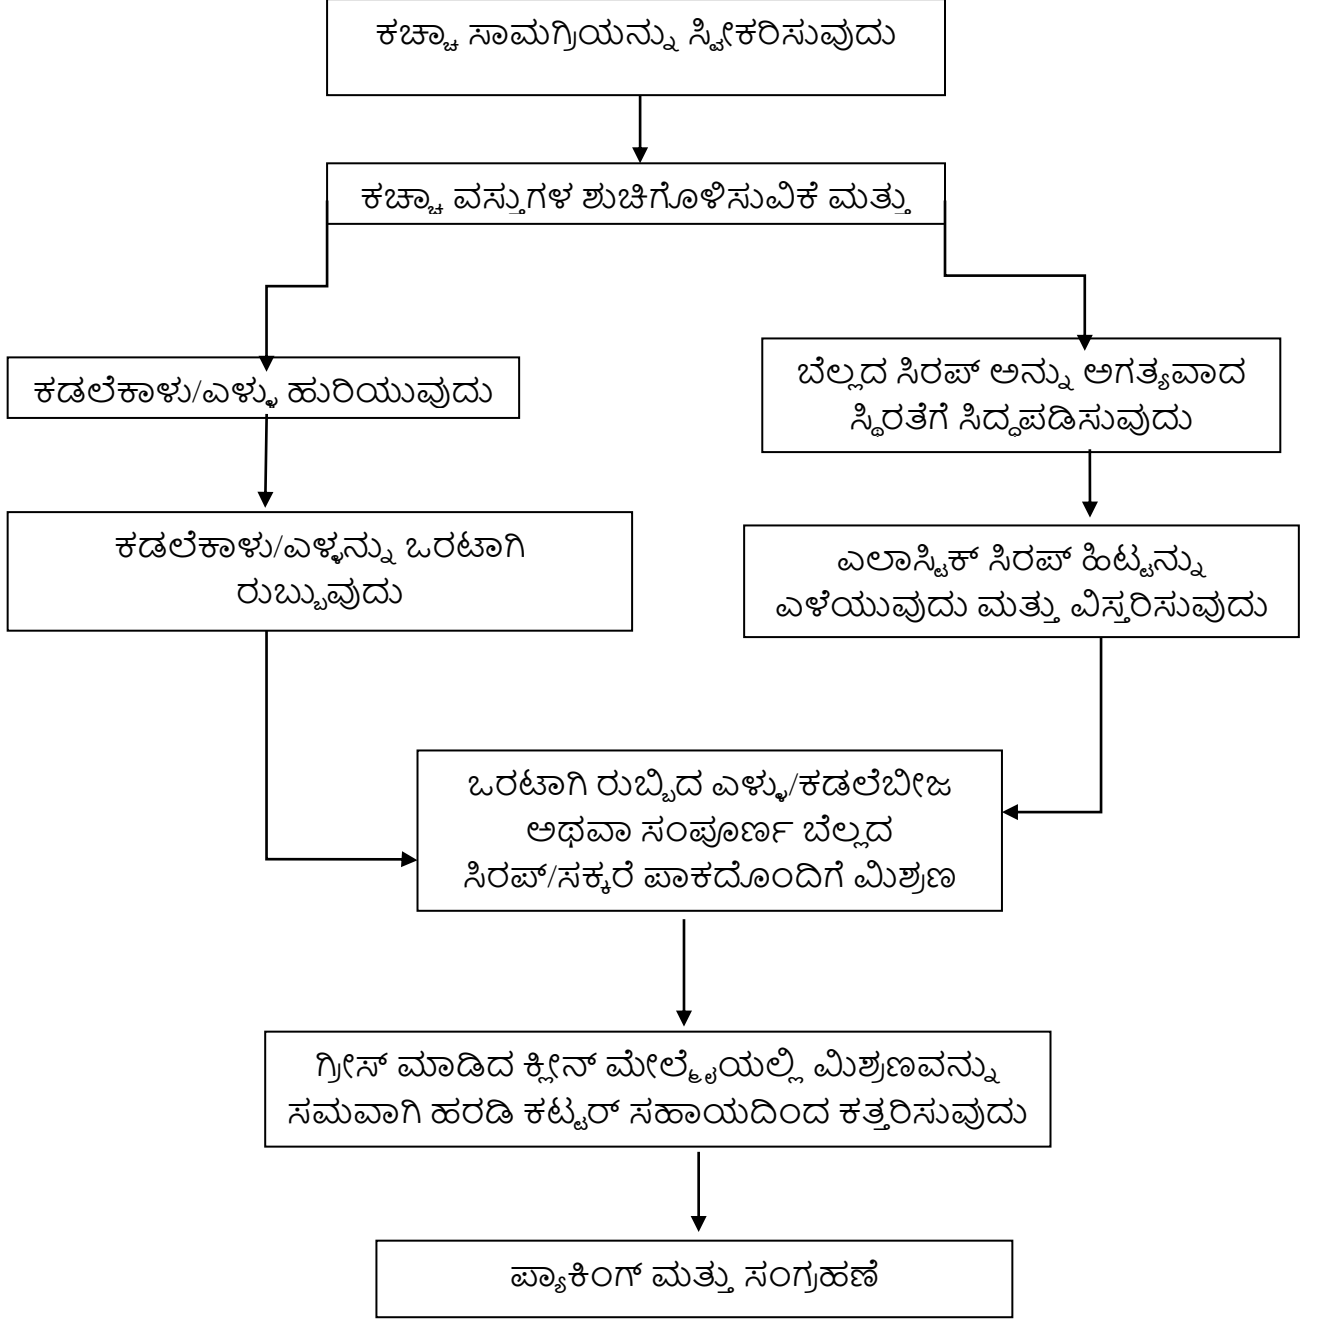 ಕಚ್ಚಾ ಸಾಮಗ್ರಿಯನ್ನು ಸ್ವೀಕರಿಸುವುದು
ಕಚ್ಚಾ ವಸ್ತುಗಳ ಶುಚಿಗೊಳಿಸುವಿಕೆ ಮತ್ತು
ಕಡಲೆಕಾಳು/ಎಳ್ಳು ಹುರಿಯುವುದು
ಕಡಲೆಕಾಳು/ಎಳ್ಳನ್ನು ಒರಟಾಗಿ
ರುಬ್ಬುವುದು
ಬೆಲ್ಲದ ಸಿರಪ್ ಅನ್ನು ಅಗತ್ಯವಾದ
ಸ್ಥಿರತೆಗೆ ಸಿದ್ಧಪಡಿಸುವುದು
ಎಲಾಸ್ಟಿಕ್ ಸಿರಪ್ ಹಿಟ್ಟನ್ನು
ಎಳೆಯುವುದು ಮತ್ತು ವಿಸ್ತರಿಸುವುದು
ಒರಟಾಗಿ ರುಬ್ಬಿದ ಎಳ್ಳು/ಕಡಲೆಬೀಜ
ಅಥವಾ ಸಂಪೂರ್ಣ ಬೆಲ್ಲದ
ಸಿರಪ್/ಸಕ್ಕರೆ ಪಾಕದೊಂದಿಗೆ ಮಿಶ್ರಣ
ಗ್ರೀಸ್ ಮಾಡಿದ ಕ್ಲೀನ್ ಮೇಲ್ಮೈಯಲ್ಲಿ ಮಿಶ್ರಣವನ್ನು
ಸಮವಾಗಿ ಹರಡಿ ಕಟ್ಟರ್ ಸಹಾಯದಿಂದ ಕತ್ತರಿಸುವುದು
ಪ್ಯಾಕಿಂಗ್ ಮತ್ತು ಸಂಗ್ರಹಣೆ